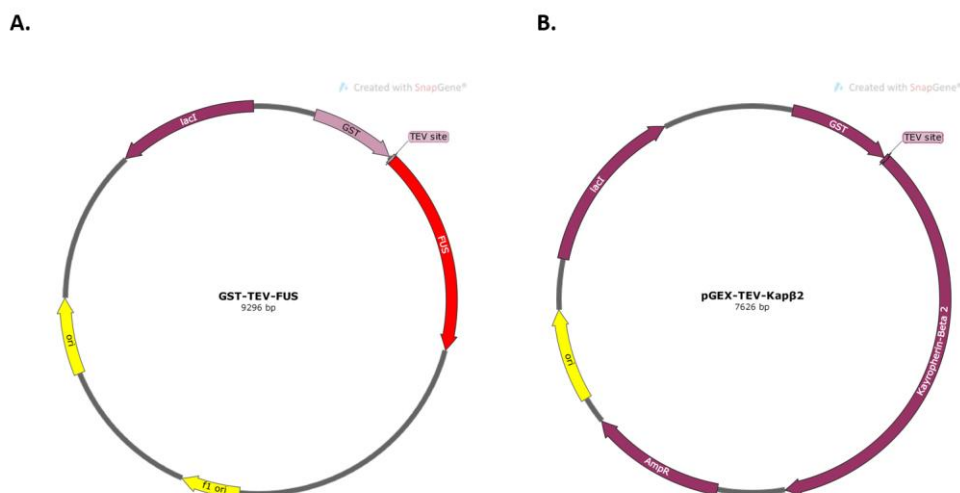 A.
B.
Created with SnapGene®
Created with SnapGene®
lacI
GST
TEV site
FUS
GST-TEV-FUS
9296 bp
ori
f1 ori
GST
TEV site
lacI
pGEX-TEV-Kapβ2
7626 bp
Kayropherin-Beta 2
ori
AmpR